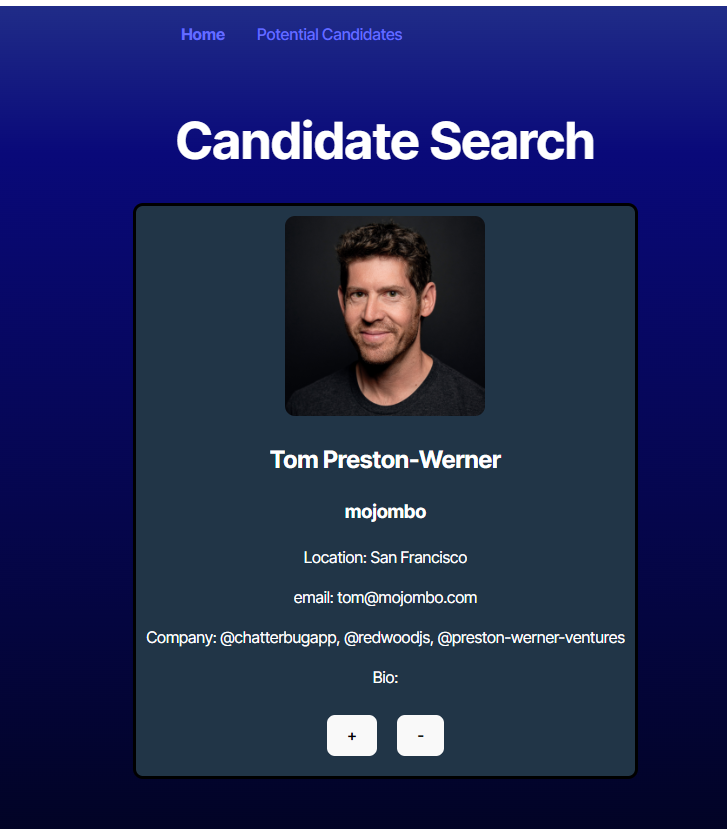 Home Potential Candidates
Candidate Search
Tom Preston-Werner
mojombo
Location: San Francisco
email: tom@mojombo.com
Company: @chatterbugapp, @redwoodjs, @preston-werner-ventures
Bio:
+ -